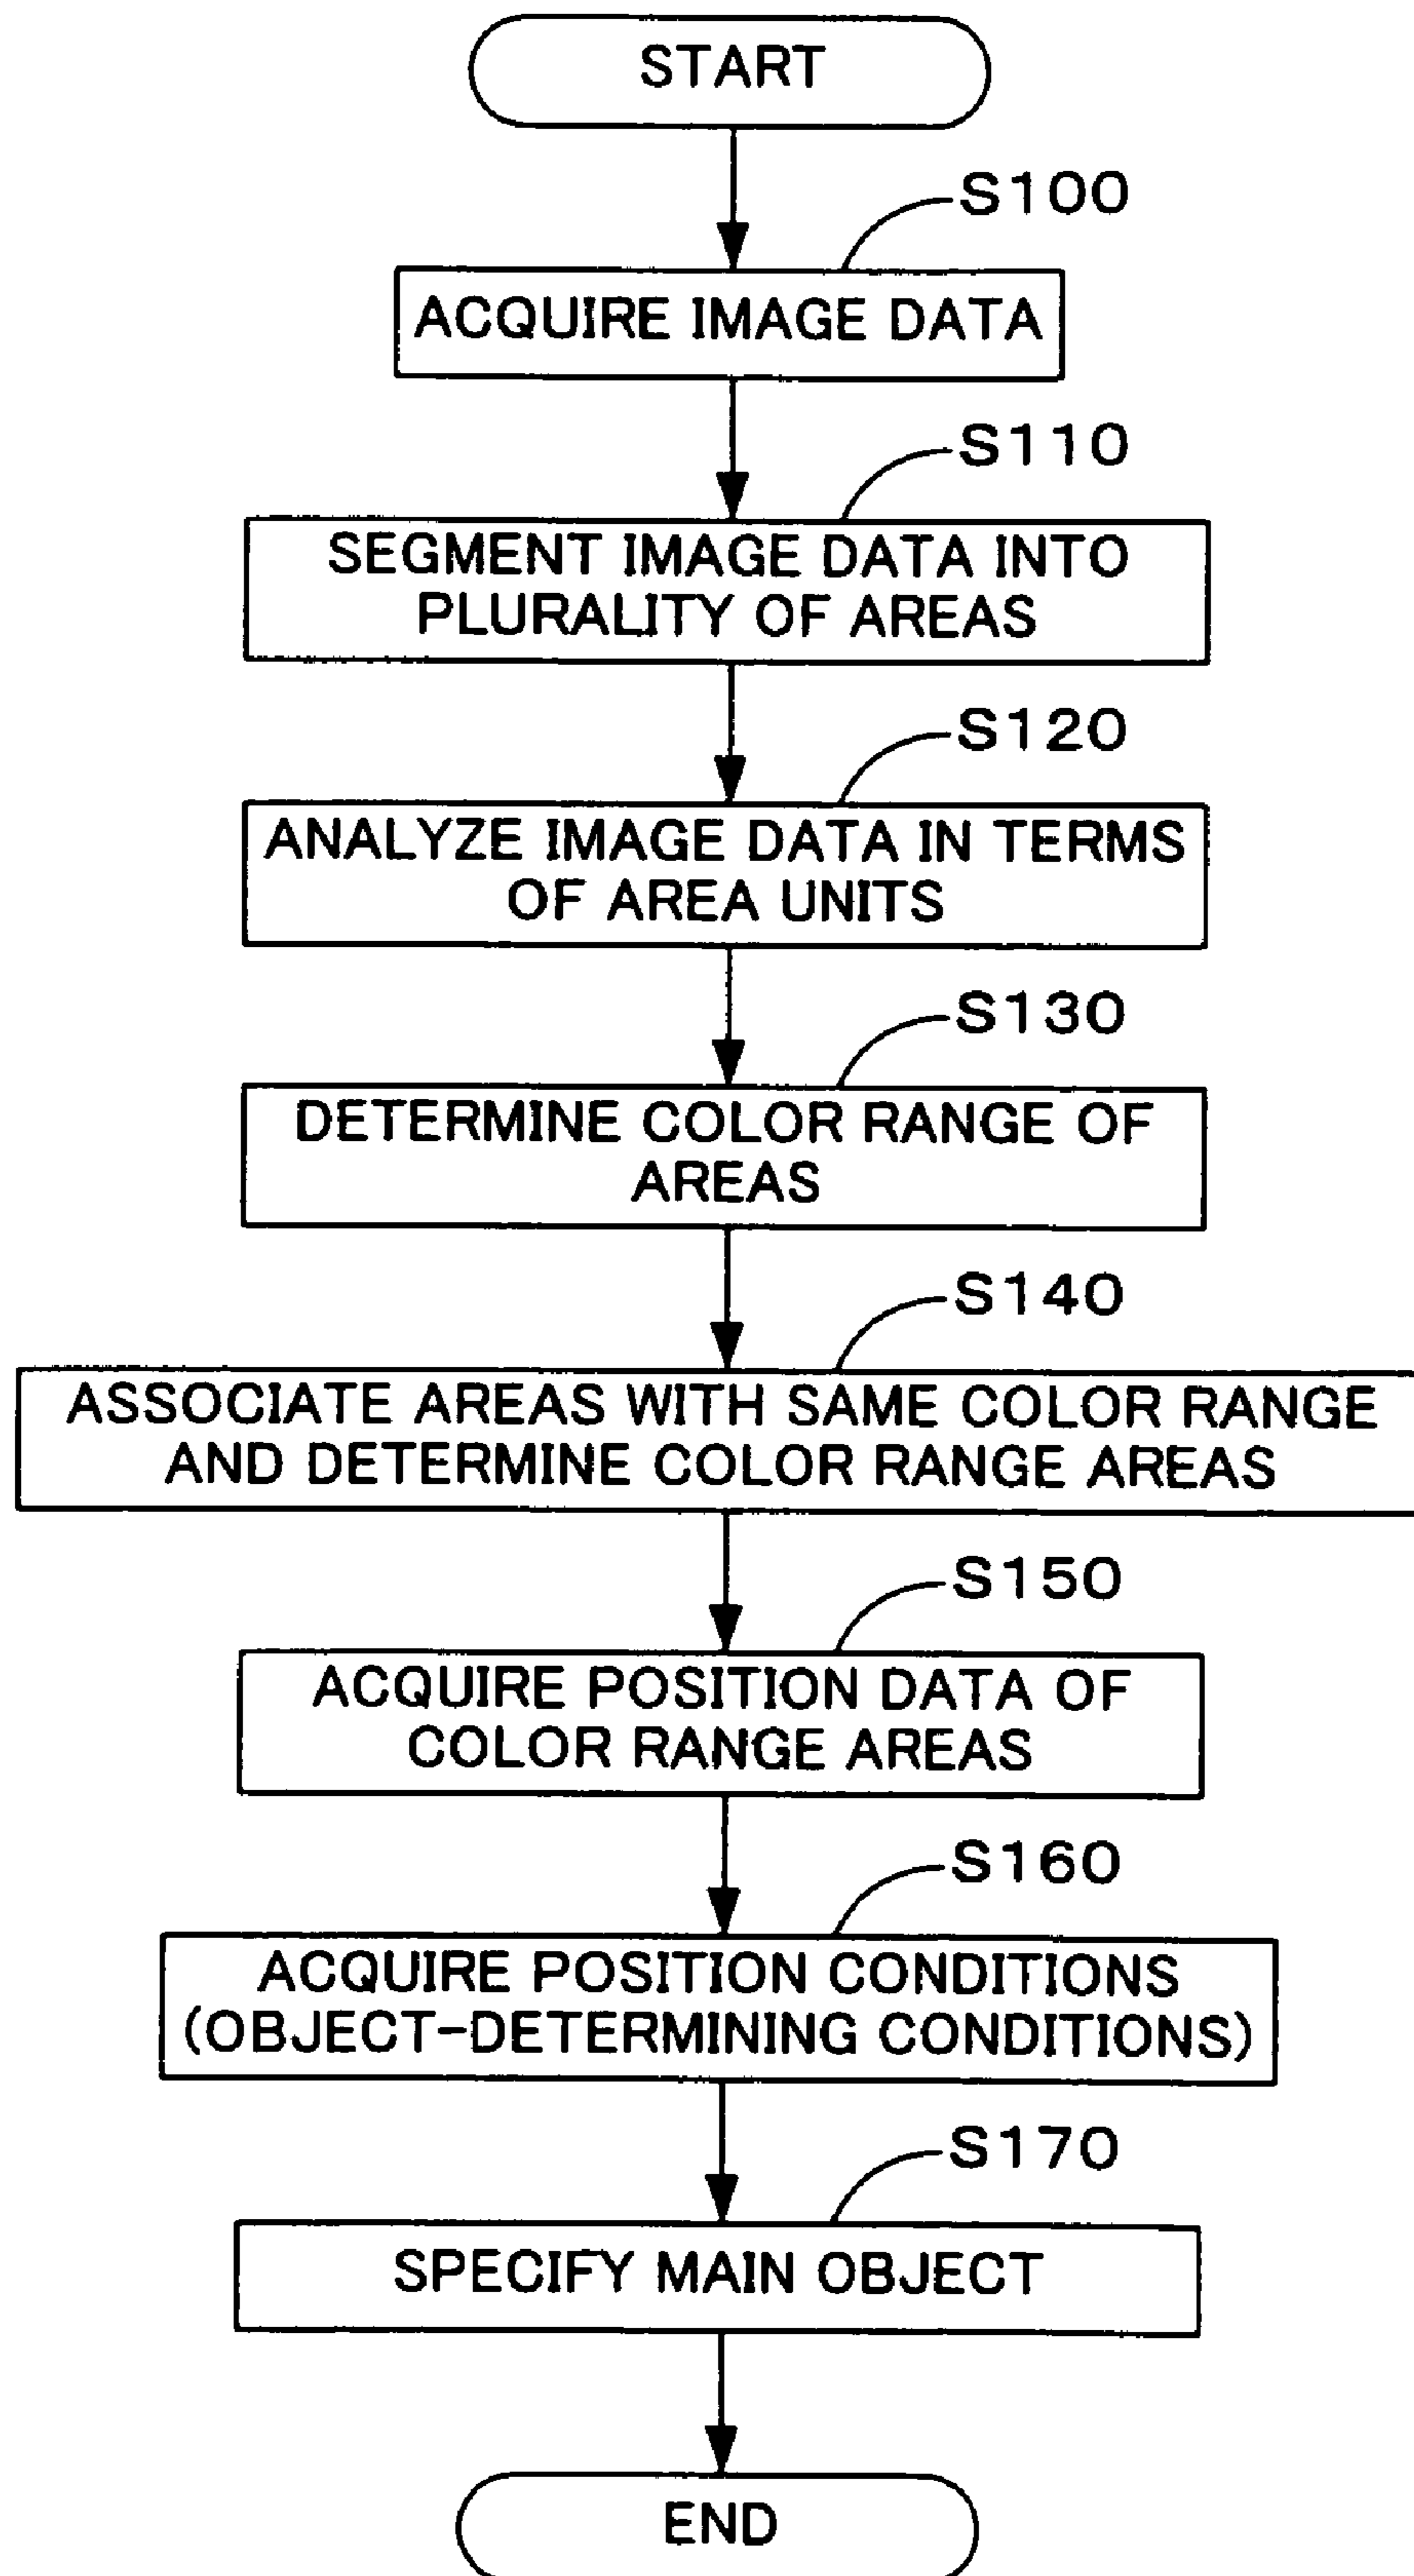 START
S100
ACQUIRE IMAGE DATA
S110
SEGMENT IMAGE DATA INTO
PLURALITY OF AREAS
S120
ANALYZE IMAGE DATA IN TERMS
OF AREA UNITS
S130
DETERMINE COLOR RANGE OF
AREAS
S140
ASSOCIATE AREAS WITH SAME COLOR RANGE
AND DETERMINE COLOR RANGE AREAS
S150
ACQUIRE POSITION DATA OF
COLOR RANGE AREAS
S160
ACQUIRE POSITION CONDITIONS
(OBJECT-DETERMINING CONDITIONS)
S170
SPECIFY MAIN OBJECT
END